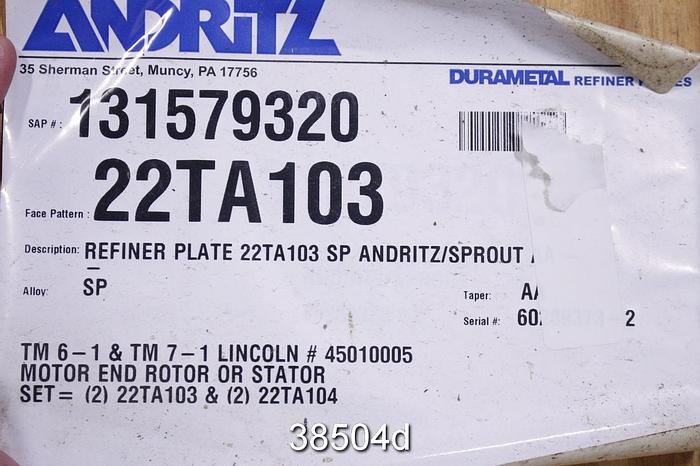 ANDRITZ
35 Sherman Street, Muncy, PA 17756
DURAMETAL REFINER
SAP # : 131579320
Face Pattern : 22TA103
Description: REFINER PLATE 22TA103 SP ANDRITZ/SPROUT
–
Alloy: SP
Taper:
Serial #: 2
TM 6 – 1 & TM 7 – 1 LINCOLN # 45010005
MOTOR END ROTOR OR STATOR
SET = (2) 22TA103 & (2) 22TA104
38504d